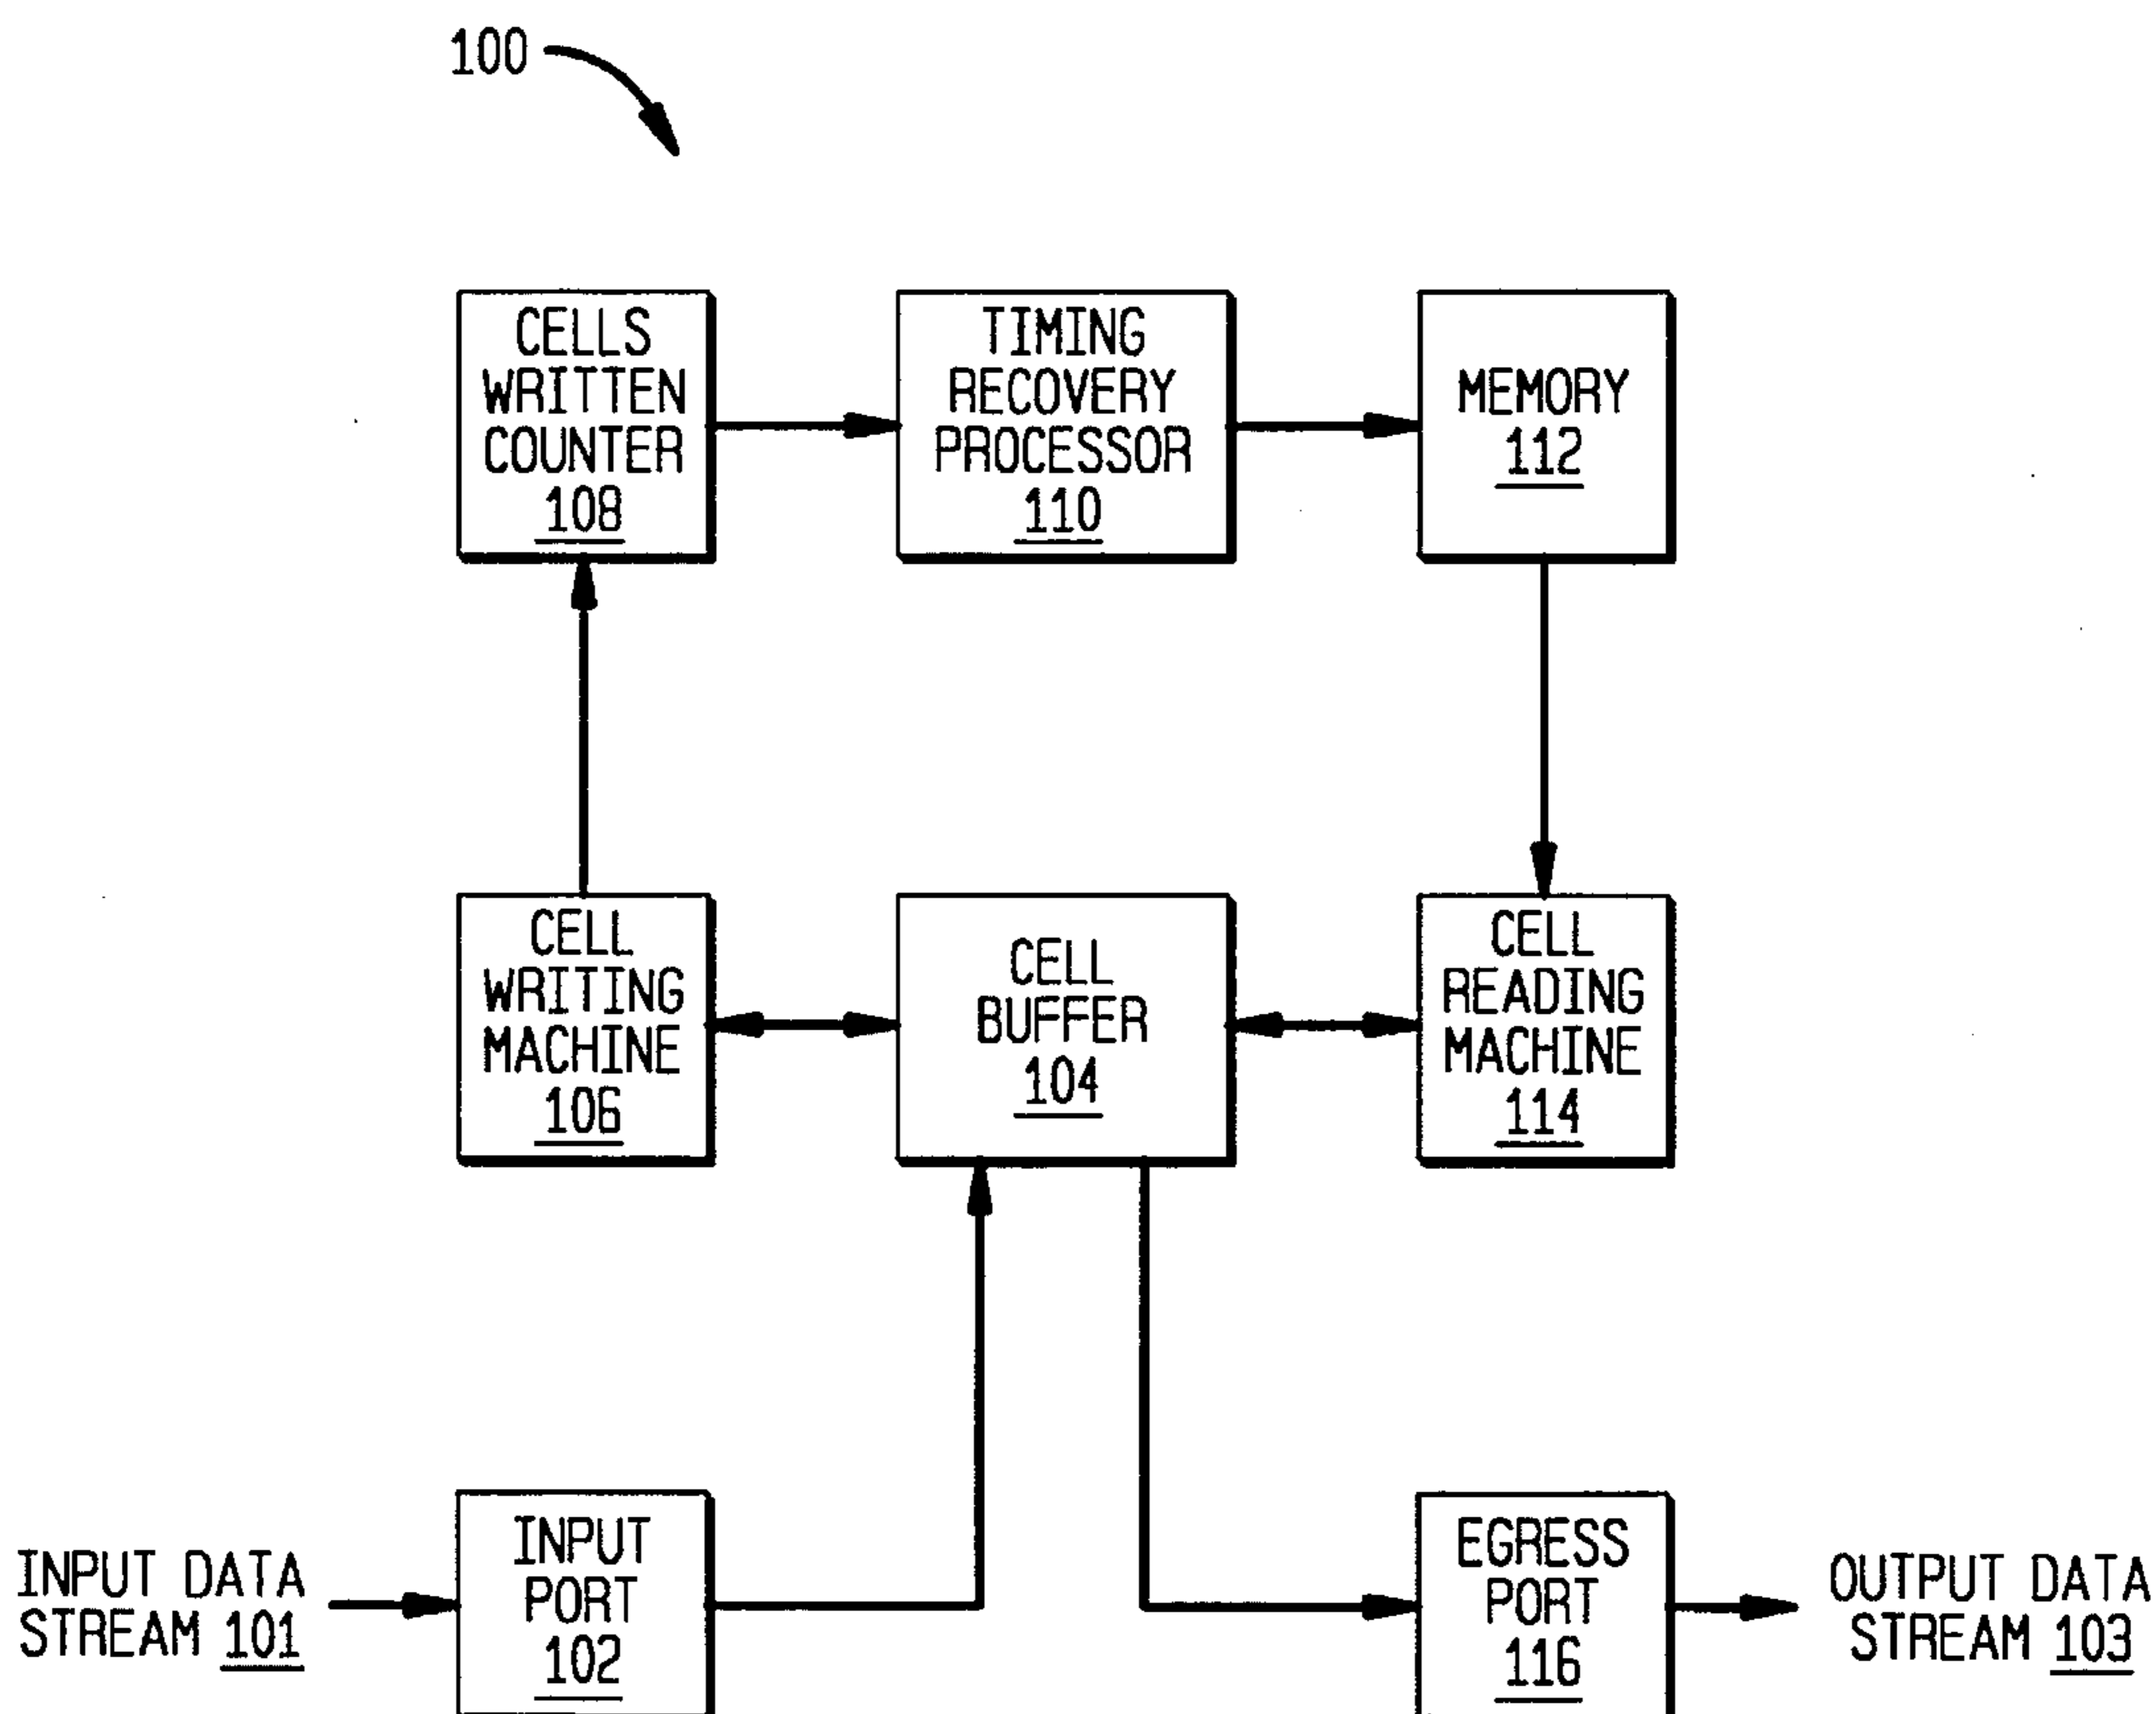 100
CELLS
WRITTEN
COUNTER
108
TIMING
RECOVERY
PROCESSOR
110
MEMORY
112
CELL
WRITING
MACHINE
106
CELL
BUFFER
104
CELL
READING
MACHINE
114
INPUT DATA
STREAM 101
INPUT
PORT
102
EGRESS
PORT
116
OUTPUT DATA
STREAM 103